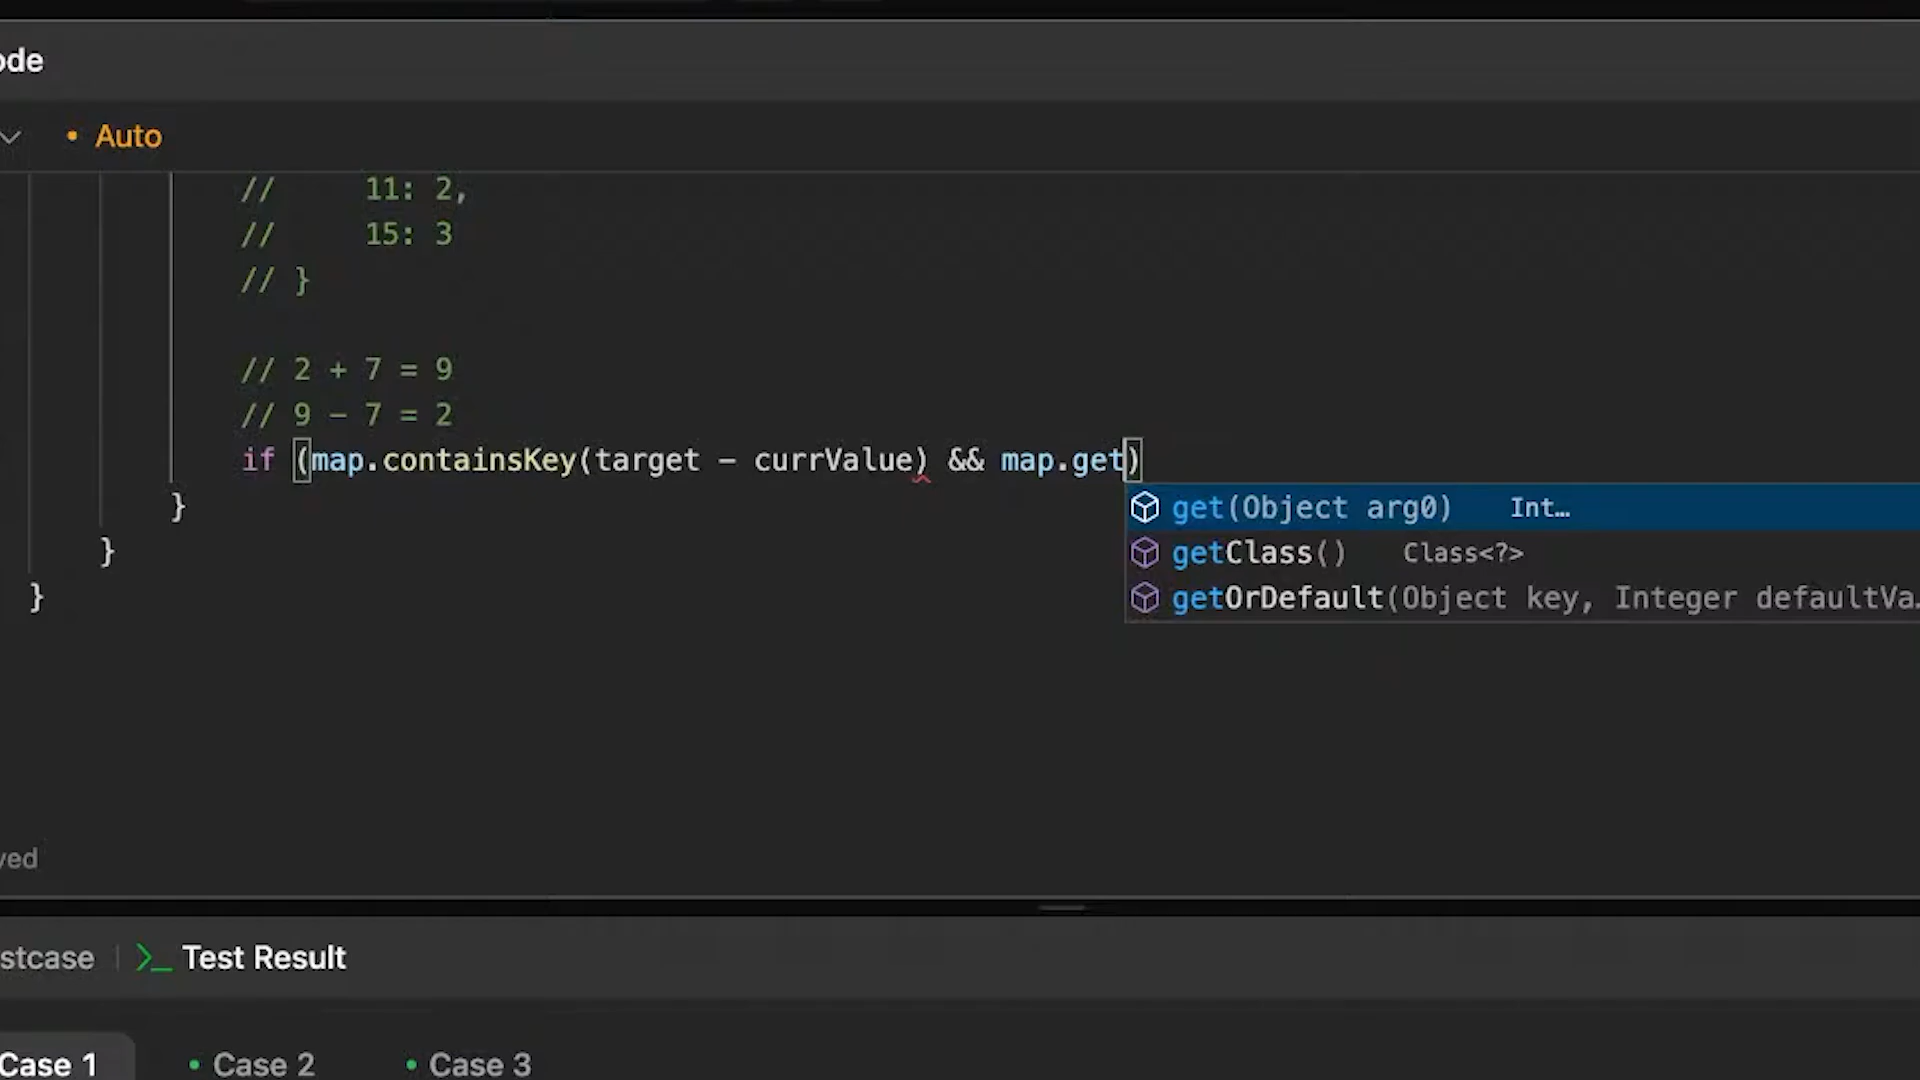 ode
• Auto
// 11: 2,
// 15: 3
// }
// 2 + 7 = 9
// 9 - 7 = 2
if (map.containsKey(target - currValue) && map.get)
}
}
}
get(Object arg0) Int…
getClass() Class<?>
getOrDefault(Object key, Integer defaultVa…
ved
stcase | >_ Test Result
Case 1 • Case 2 • Case 3